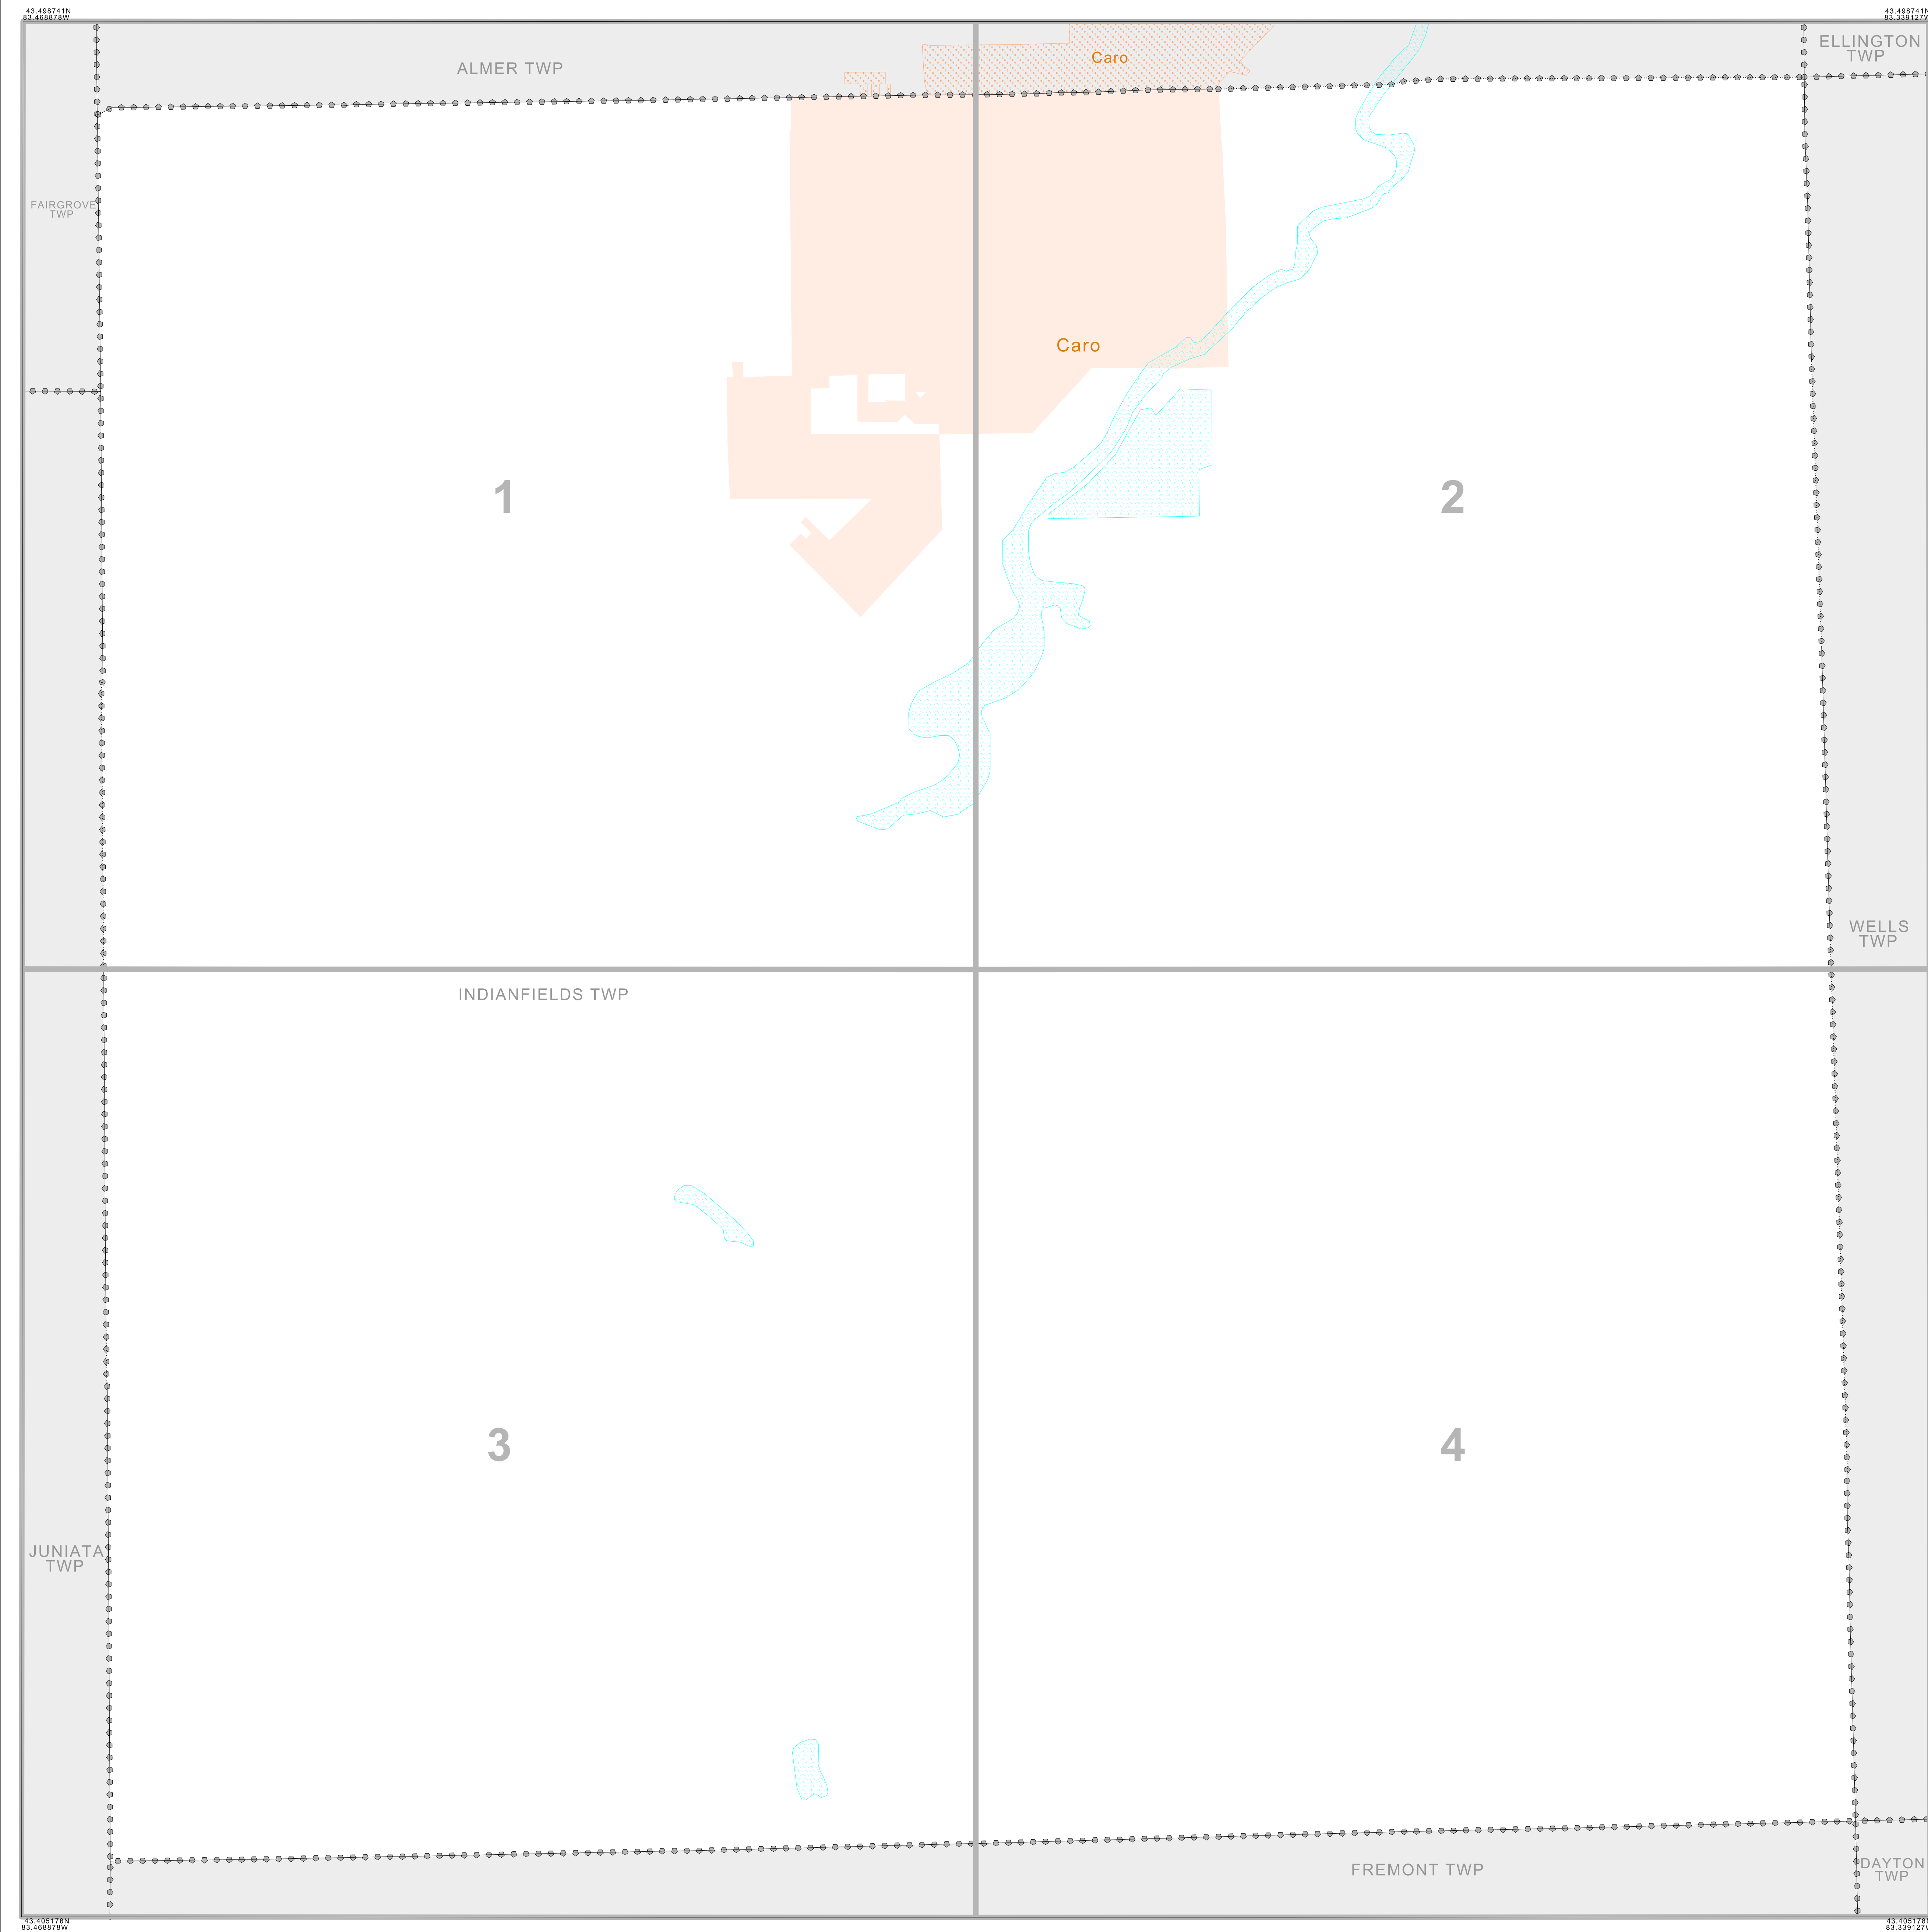 43.498741N
83.468878W
43.498741N
83.339127W
ELLINGTON
TWP
Caro
ALMER TWP
FAIRGROVE
TWP
Caro
1
2
WELLS
TWP
INDIANFIELDS TWP
3
4
JUNIATA
TWP
FREMONT TWP
DAYTON
TWP
43.405178N
83.468878W
43.405178N
83.339127W